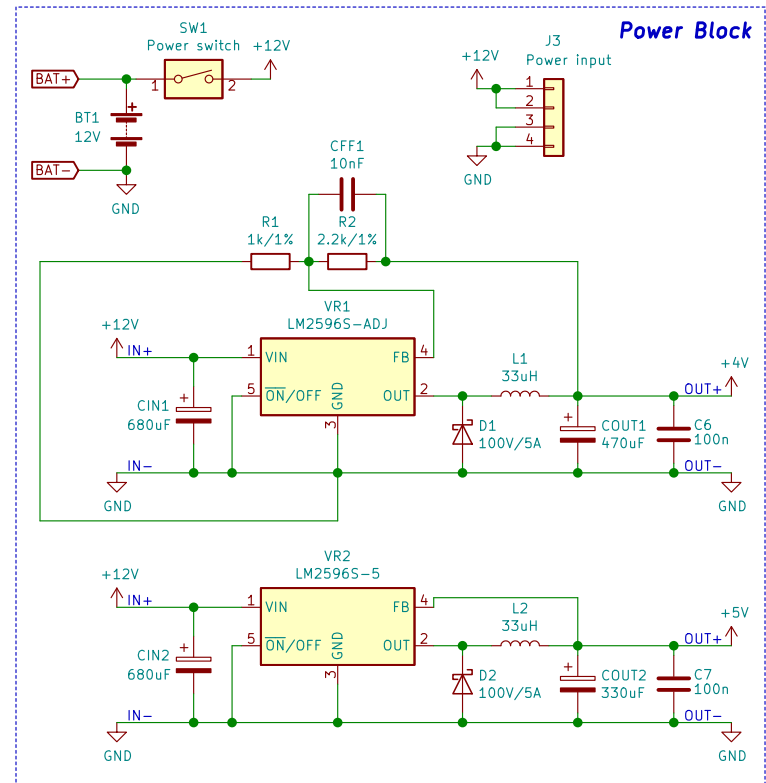 Power Block
SW1
Power switch
+12V
BAT+
1
2
BT1
12V
+
BAT-
GND
J3
Power input
+12V
1
2
3
4
GND
CFF1
10nF
R1
1k/1%
R2
2.2k/1%
VR1
LM2596S-ADJ
+12V
IN+
1
VIN
FB
4
5
ON/OFF
GND
OUT
2
3
CIN1
680uF
+
IN-
GND
L1
33uH
D1
100V/5A
+
COUT1
470uF
C6
100n
OUT+
+4V
OUT-
GND
VR2
LM2596S-5
+12V
IN+
1
VIN
FB
4
5
ON/OFF
GND
OUT
2
3
CIN2
680uF
+
IN-
GND
L2
33uH
D2
100V/5A
+
COUT2
330uF
C7
100n
OUT+
+5V
OUT-
GND